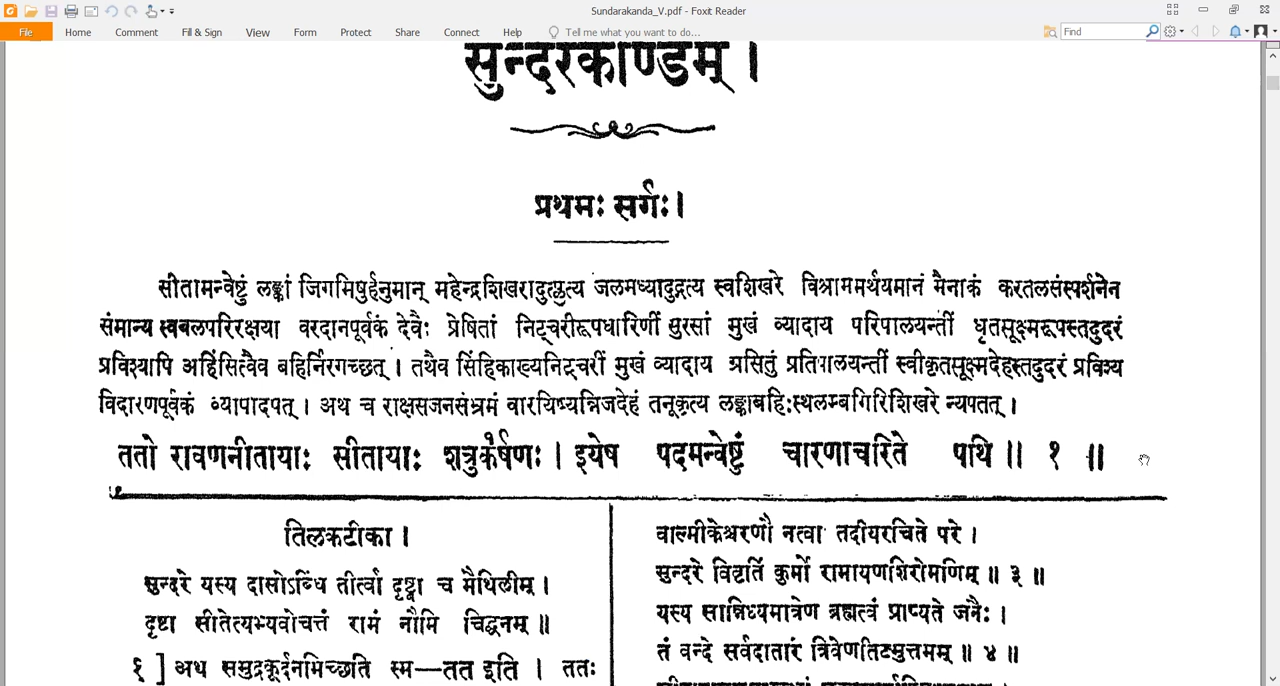 Sundarakanda_V.pdf - Foxit Reader
File Home Comment Fill & Sign View Form Protect Share Connect Help Tell me what you want to do... Find
सुन्दरकाण्डम् ।
प्रथमः सर्गः।
सीतामन्वेष्टुं लङ्कां जिगमिषुर्हनुमान् महेन्द्रशिखरादुत्प्लुत्य जलमध्यादुद्गत्य स्वशिखरे विश्राममर्थयमानं मैनाकं करतलसंस्पर्शनेन
संमान्य स्वबलपरिरक्षया वरदानपूर्वकं देवैः प्रेषितां निट्चरीरूपधारिणीं सुरसां मुखं व्यादाय परिपालयन्तीं धृतसूक्ष्मरूपस्तदुदरं
प्रविश्यापि अहिंसित्वैव बहिर्निरगच्छत् । तथैव सिंहिकाख्यनिट्चरीं मुखं व्यादाय ग्रसितुं प्रतिपालयन्तीं स्वीकृतसूक्ष्मदेहस्तदुदरं प्रविश्य
विदारणपूर्वकं व्यापादपत् । अथ च राक्षसजनसंभ्रमं वारयिष्यन्निजदेहं तनूकृत्य लङ्काबहिःस्थलम्बगिरिशिखरे न्यपतत् ।
ततो रावणनीतायाः सीतायाः शत्रुकर्षणः । इयेष पदमन्वेष्टुं चारणाचरिते पथि ॥ १ ॥
तिलकटीका ।
सुन्दरे यस्य दासोऽब्धिं तीर्त्वा दृष्ट्वा च मैथिलीम् ।
दृष्टा सीतेत्यभ्यवोचत्तं रामं नौमि चिद्घनम् ॥
१ ] अथ समुद्रकूर्दनमिच्छति स्म—तत इति । ततः
वाल्मीकेश्चरणौ नत्वा तदीयरचिते परे ।
सुन्दरे विवृतिं कुर्मो रामायणशिरोमणिम् ॥ ३ ॥
यस्य सान्निध्यमात्रेण ब्रह्मत्वं प्राप्यते जनैः ।
तं वन्दे सर्वदातारं त्रिवेणतिटमुत्तमम् ॥ ४ ॥